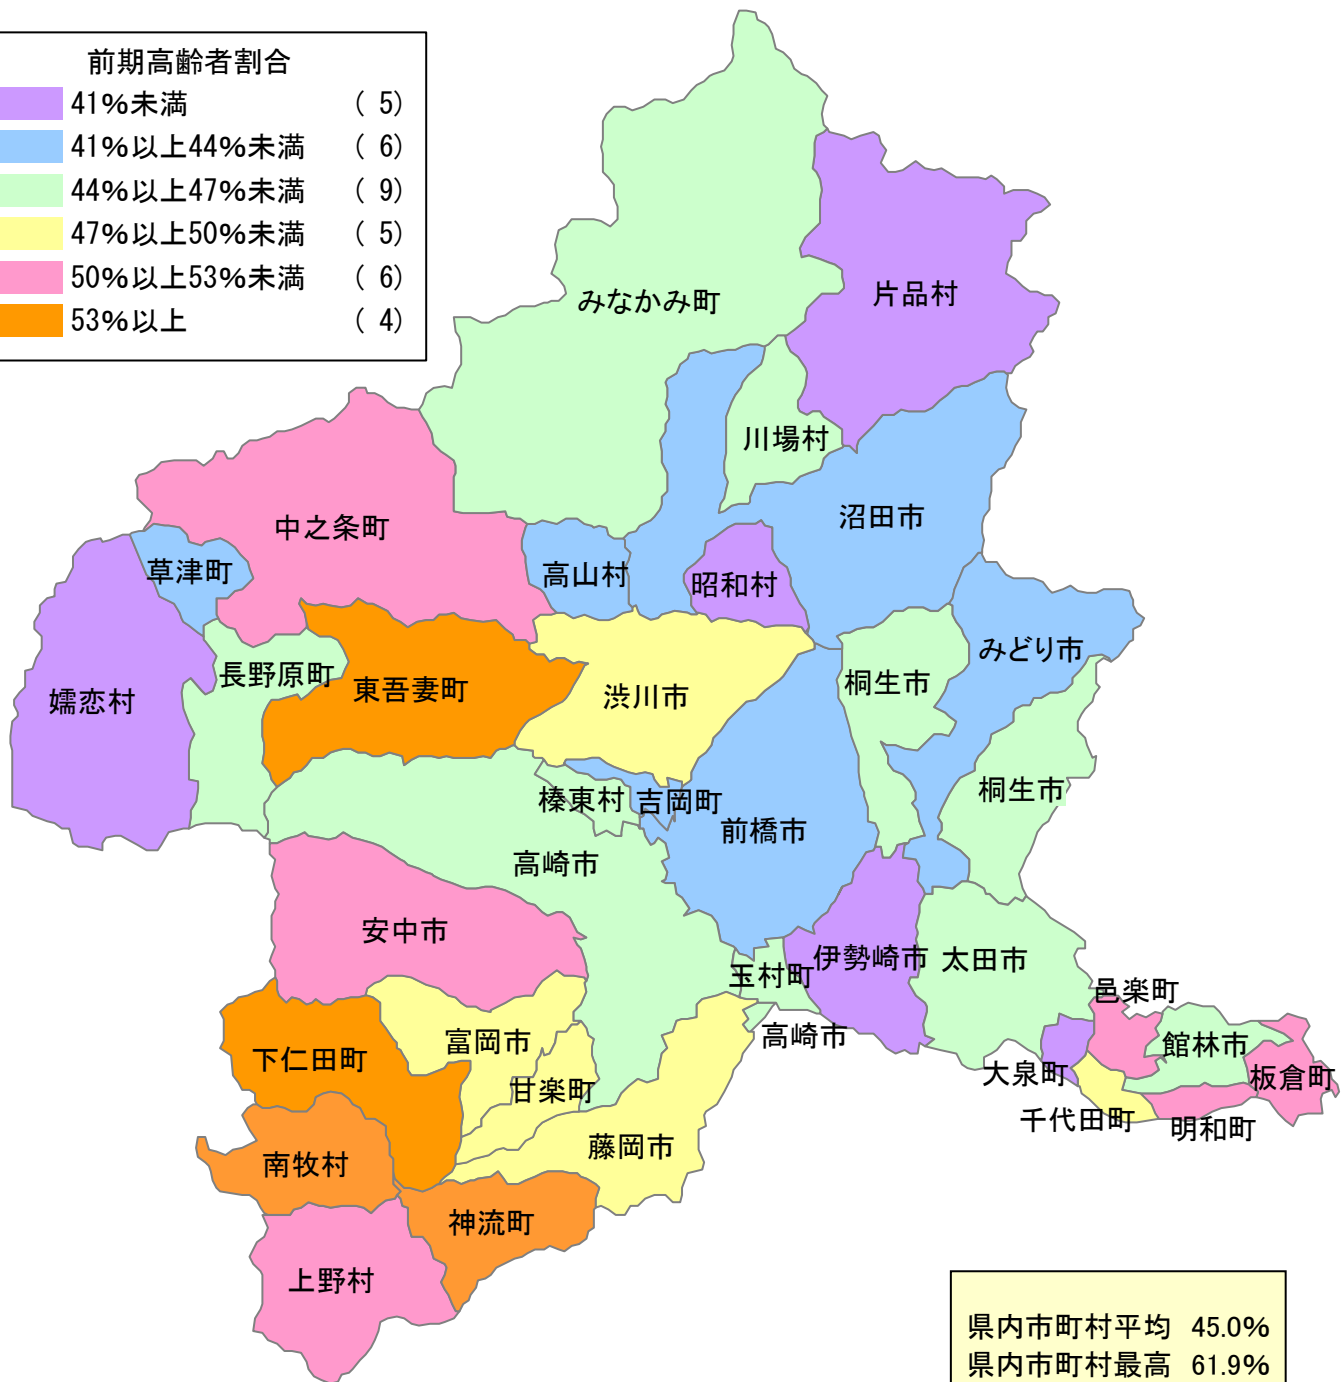 前期高齢者割合
41%未満 ( 5)
41%以上44%未満 ( 6)
44%以上47%未満 ( 9)
47%以上50%未満 ( 5)
50%以上53%未満 ( 6)
53%以上 ( 4)
みなかみ町
片品村
川場村
沼田市
中之条町
草津町
高山村
昭和村
みどり市
長野原町
東吾妻町
渋川市
桐生市
嬬恋村
桐生市
榛東村
吉岡町
前橋市
高崎市
安中市
伊勢崎市
太田市
玉村町
邑楽町
高崎市
富岡市
館林市
下仁田町
大泉町
板倉町
甘楽町
千代田町
明和町
藤岡市
南牧村
神流町
上野村
県内市町村平均 45.0%
県内市町村最高 61.9%